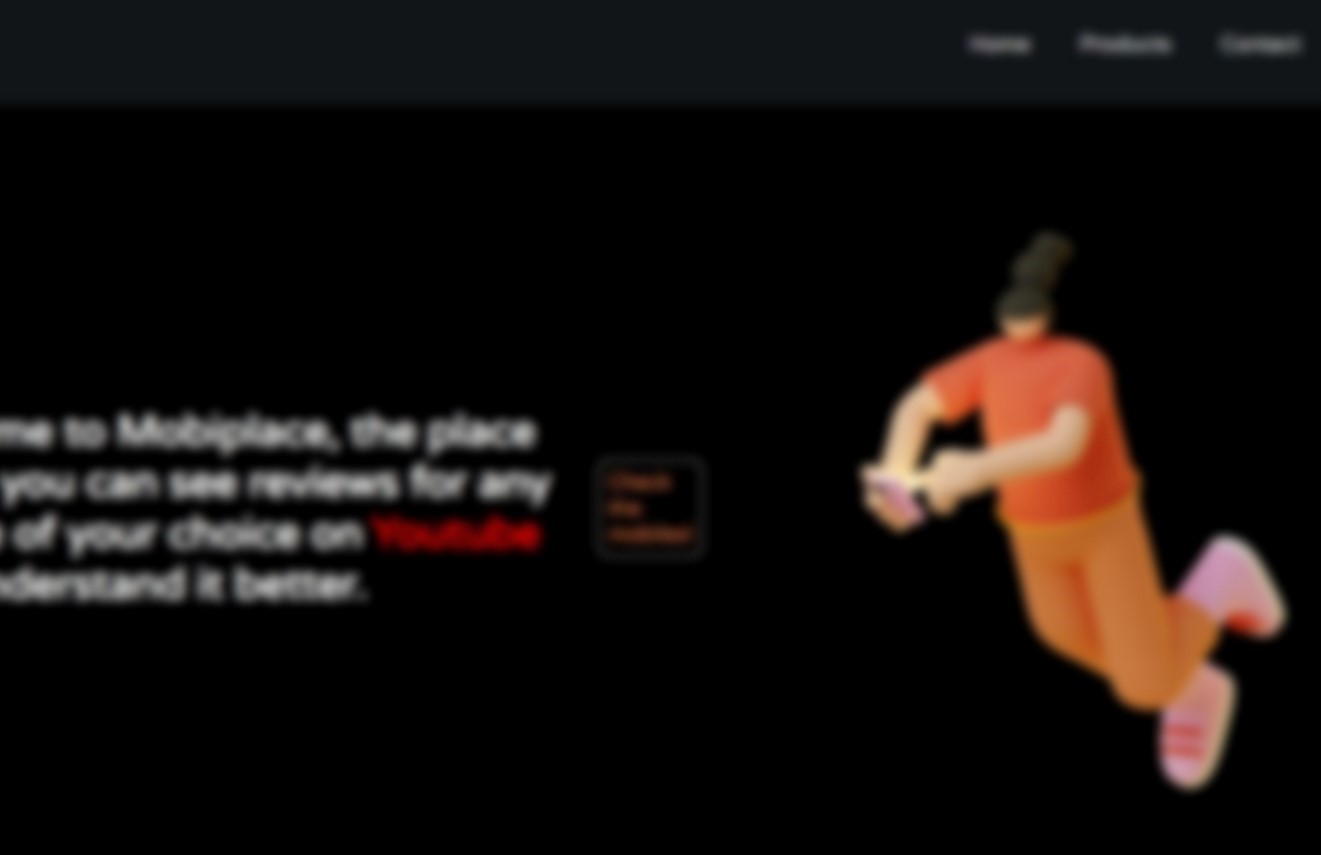 Home Products Contact
me to Mobiplace, the place
you can see reviews for any
of your choice on Youtube
nderstand it better.
Check
the
mobiles!